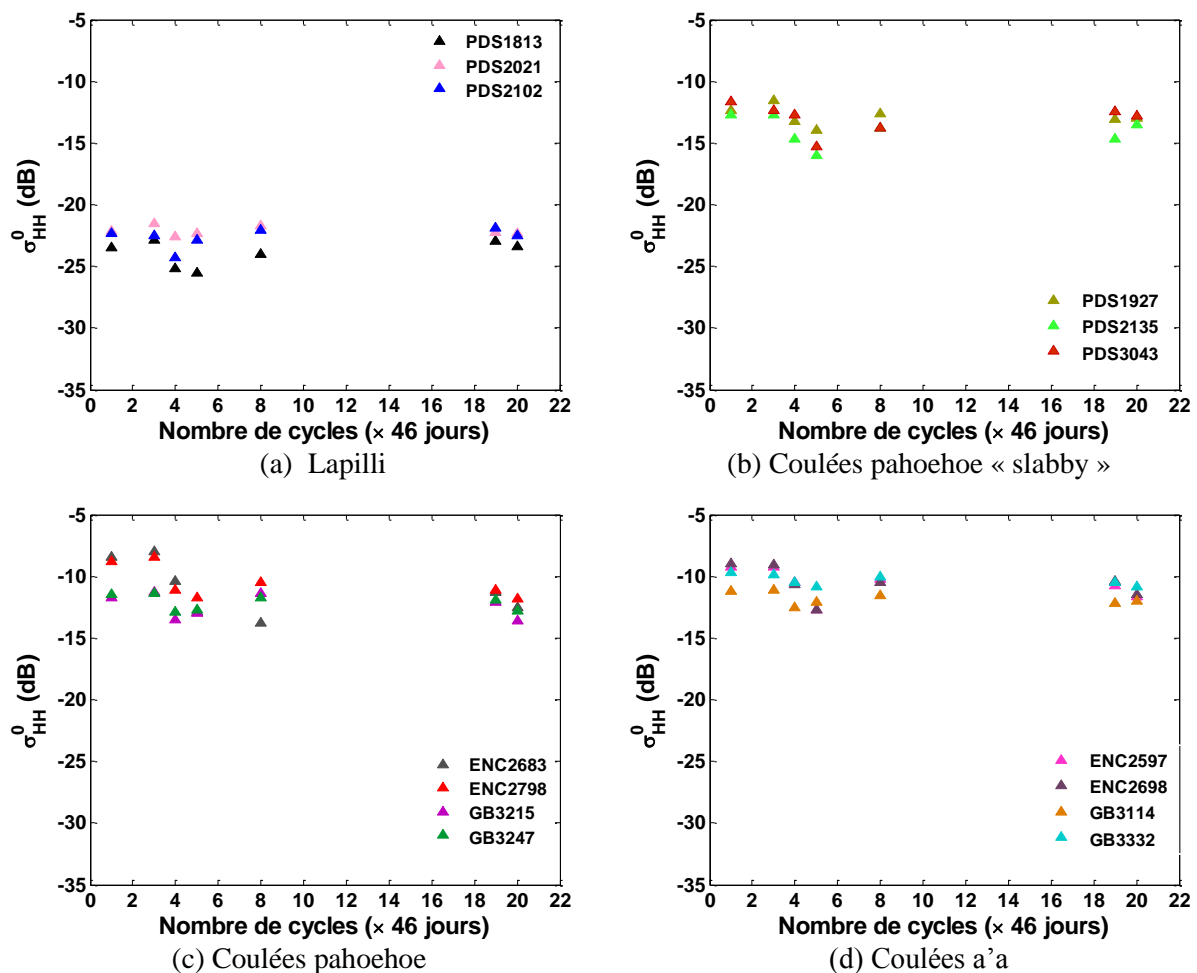 -5
-10
-15
-20
-25
-30
-35
σ⁰HH (dB)
0 2 4 6 8 10 12 14 16 18 20 22
Nombre de cycles (× 46 jours)
PDS1813
PDS2021
PDS2102
(a) Lapilli
-5
-10
-15
-20
-25
-30
-35
σ⁰HH (dB)
0 2 4 6 8 10 12 14 16 18 20 22
Nombre de cycles (× 46 jours)
PDS1927
PDS2135
PDS3043
(b) Coulées pahoehoe « slabby »
-5
-10
-15
-20
-25
-30
-35
σ⁰HH (dB)
0 2 4 6 8 10 12 14 16 18 20 22
Nombre de cycles (× 46 jours)
ENC2683
ENC2798
GB3215
GB3247
(c) Coulées pahoehoe
-5
-10
-15
-20
-25
-30
-35
σ⁰HH (dB)
0 2 4 6 8 10 12 14 16 18 20 22
Nombre de cycles (× 46 jours)
ENC2597
ENC2698
GB3114
GB3332
(d) Coulées a’a